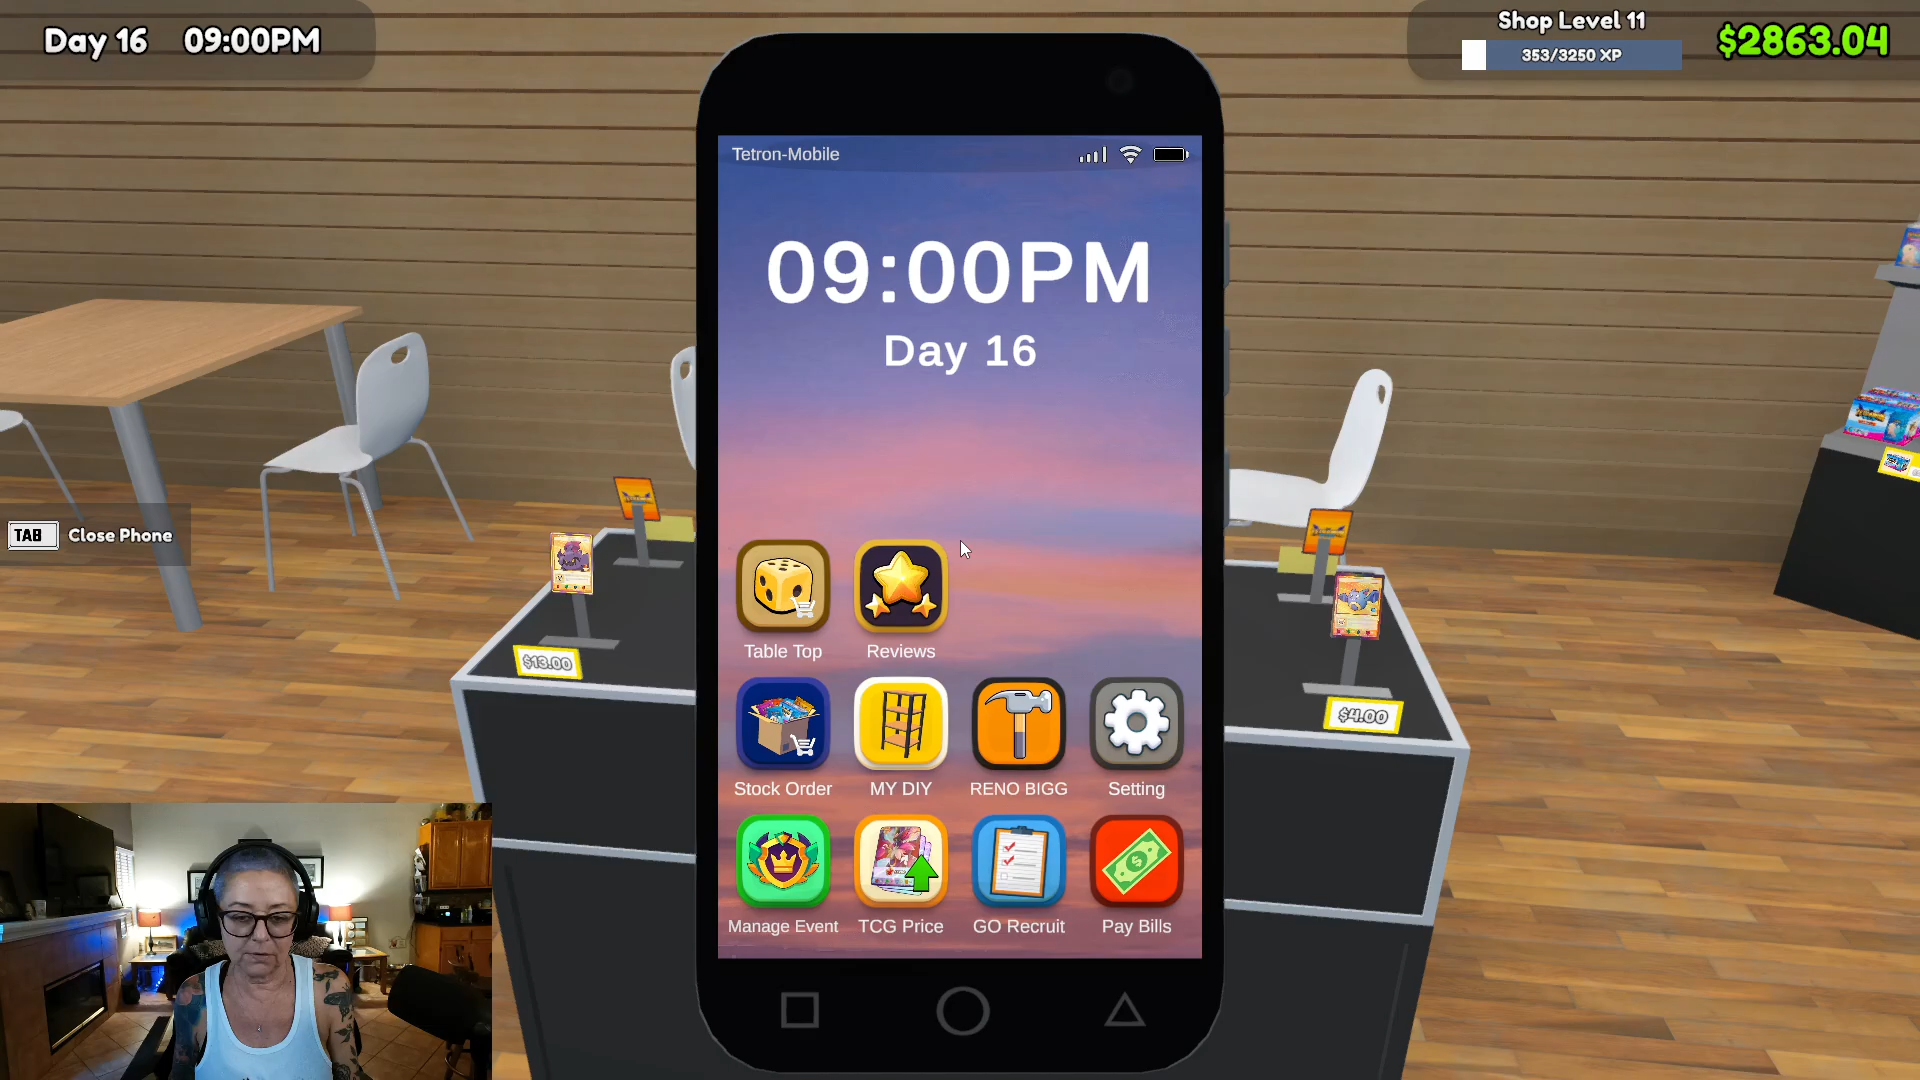 Day 16 09:00PM
Shop Level 11
353/3250 XP
$2863.04
Tetron-Mobile
09:00PM
Day 16
TAB Close Phone
Table Top Reviews
Stock Order MY DIY RENO BIGG Setting
Manage Event TCG Price GO Recruit Pay Bills
$13.00
$4.00